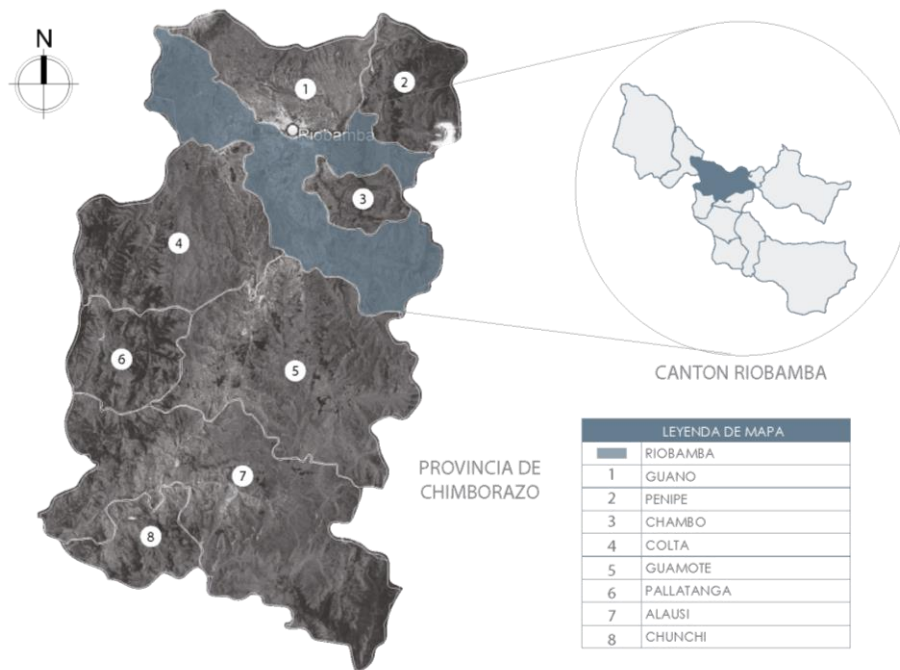 N
1
2
Riobamba
3
4
5
6
7
8
CANTON RIOBAMBA
PROVINCIA DE
CHIMBORAZO
LEYENDA DE MAPA
RIOBAMBA
1 GUANO
2 PENIPE
3 CHAMBO
4 COLTA
5 GUAMOTE
6 PALLATANGA
7 ALAUSI
8 CHUNCHI